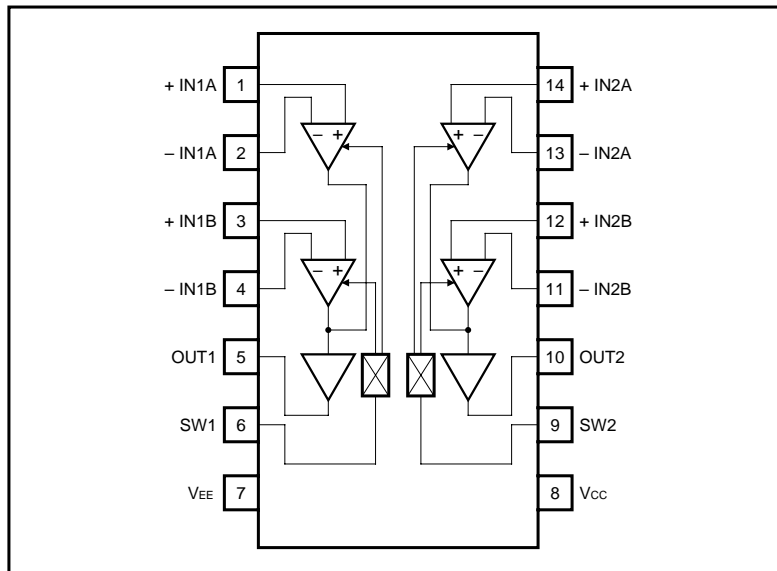 + IN1A 1 14 + IN2A
− + + −
– IN1A 2 13 – IN2A
+ IN1B 3 12 + IN2B
− + + −
– IN1B 4 11 – IN2B
OUT1 5 10 OUT2
SW1 6 9 SW2
VEE 7 8 VCC